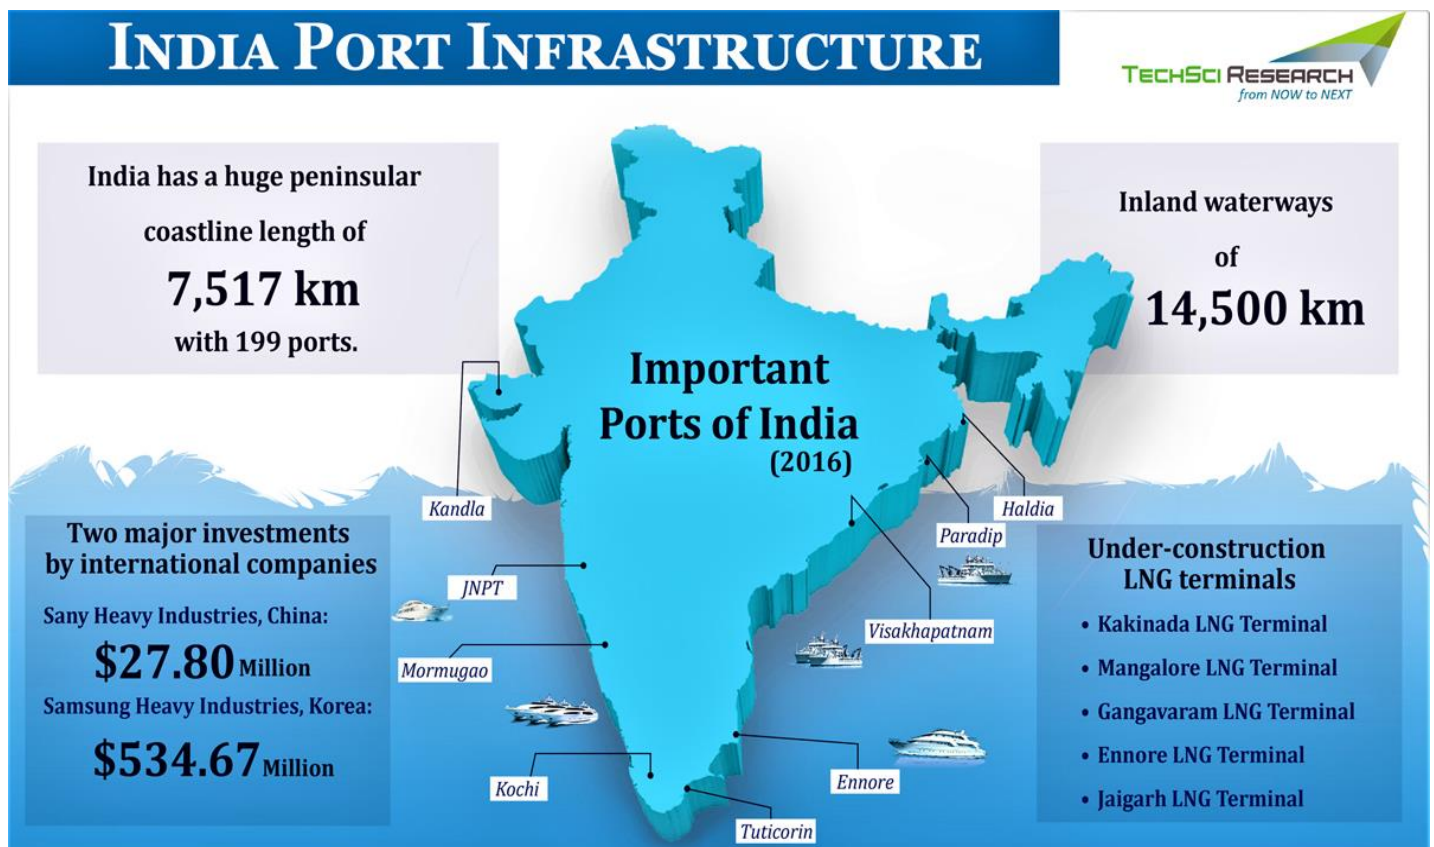 INDIA PORT INFRASTRUCTURE
TECHSCI RESEARCH
from NOW to NEXT
India has a huge peninsular
coastline length of
7,517 km
with 199 ports.
Inland waterways
of
14,500 km
Important
Ports of India
(2016)
Kandla
JNPT
Mormugao
Kochi
Tuticorin
Ennore
Visakhapatnam
Paradip
Haldia
Two major investments
by international companies
Sany Heavy Industries, China:
$27.80 Million
Samsung Heavy Industries, Korea:
$534.67 Million
Under-construction
LNG terminals
• Kakinada LNG Terminal
• Mangalore LNG Terminal
• Gangavaram LNG Terminal
• Ennore LNG Terminal
• Jaigarh LNG Terminal